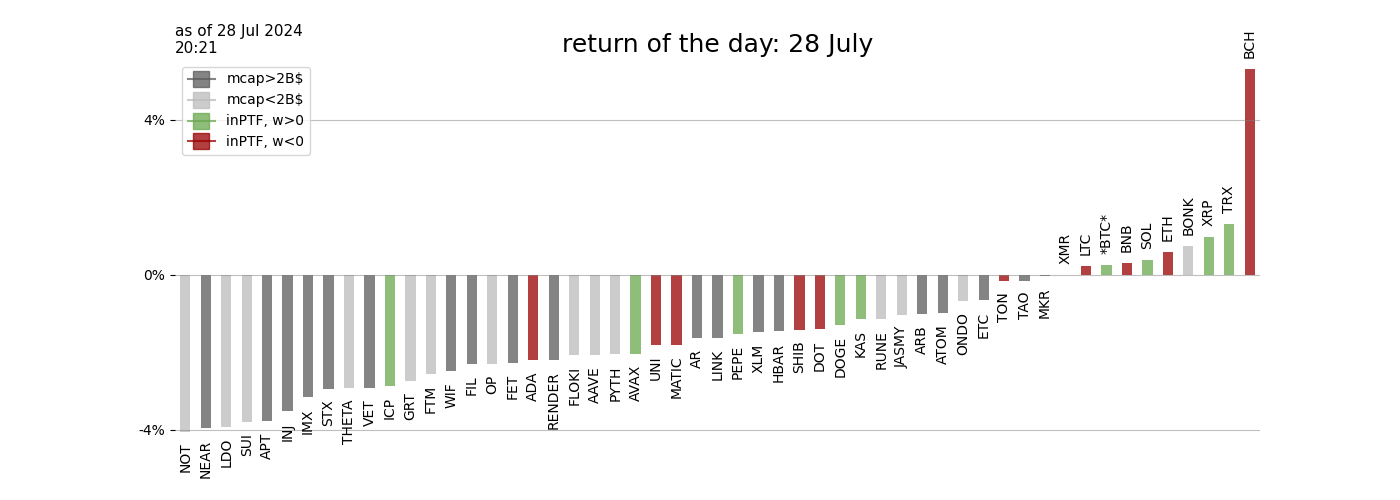 as of 28 Jul 2024
20:21
return of the day: 28 July
mcap>2B$
mcap<2B$
inPTF, w>0
inPTF, w<0
4%
0%
-4%
NOT
NEAR
LDO
SUI
APT
INJ
IMX
STX
THETA
VET
ICP
GRT
FTM
WIF
FIL
OP
FET
ADA
RENDER
FLOKI
AAVE
PYTH
AVAX
UNI
MATIC
AR
LINK
PEPE
XLM
HBAR
SHIB
DOT
DOGE
KAS
RUNE
JASMY
ARB
ATOM
ONDO
ETC
TON
TAO
MKR
XMR
LTC
*BTC*
BNB
SOL
ETH
BONK
XRP
TRX
BCH